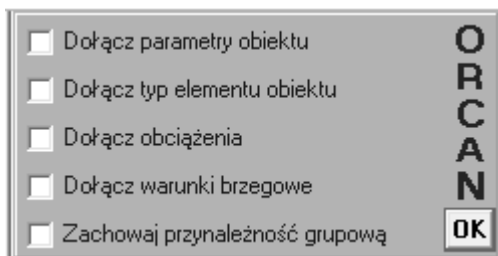 Dołącz parametry obiektu
Dołącz typ elementu obiektu
Dołącz obciążenia
Dołącz warunki brzegowe
Zachowaj przynależność grupową
ORCAN
OK